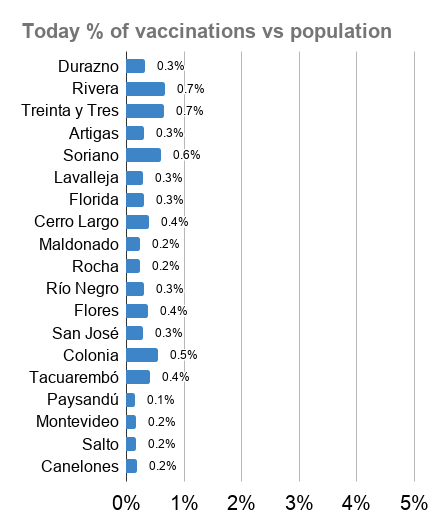 Today % of vaccinations vs population
Durazno 0.3%
Rivera 0.7%
Treinta y Tres 0.7%
Artigas 0.3%
Soriano 0.6%
Lavalleja 0.3%
Florida 0.3%
Cerro Largo 0.4%
Maldonado 0.2%
Rocha 0.2%
Río Negro 0.3%
Flores 0.4%
San José 0.3%
Colonia 0.5%
Tacuarembó 0.4%
Paysandú 0.1%
Montevideo 0.2%
Salto 0.2%
Canelones 0.2%
0% 1% 2% 3% 4% 5%